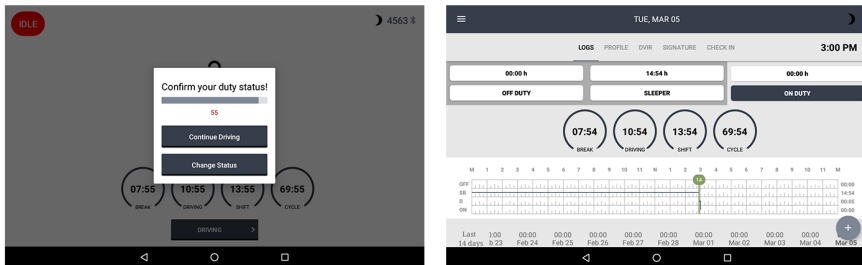 IDLE
4563
Confirm your duty status!
55
Continue Driving
Change Status
07:55 10:55 13:55 69:55
BREAK DRIVING SHIFT CYCLE
DRIVING
TUE, MAR 05
LOGS PROFILE DVIR SIGNATURE CHECK IN 3:00 PM
00:00 h 14:54 h 00:00 h
OFF DUTY SLEEPER ON DUTY
07:54 10:54 13:54 69:54
BREAK DRIVING SHIFT CYCLE
M 1 2 3 4 5 6 7 8 9 10 11 N 1 2 3 4 5 6 7 8 9 10 11 M
14
OFF 00:00
SB 14:54
D 00:05
ON 00:00
Last :00 00:00 00:00 00:00 00:00 00:00 00:00 00:00 00:00 00:00 +
14 days b 23 Feb 24 Feb 25 Feb 26 Feb 27 Feb 28 Mar 01 Mar 02 Mar 03 Mar 04 Mar 05